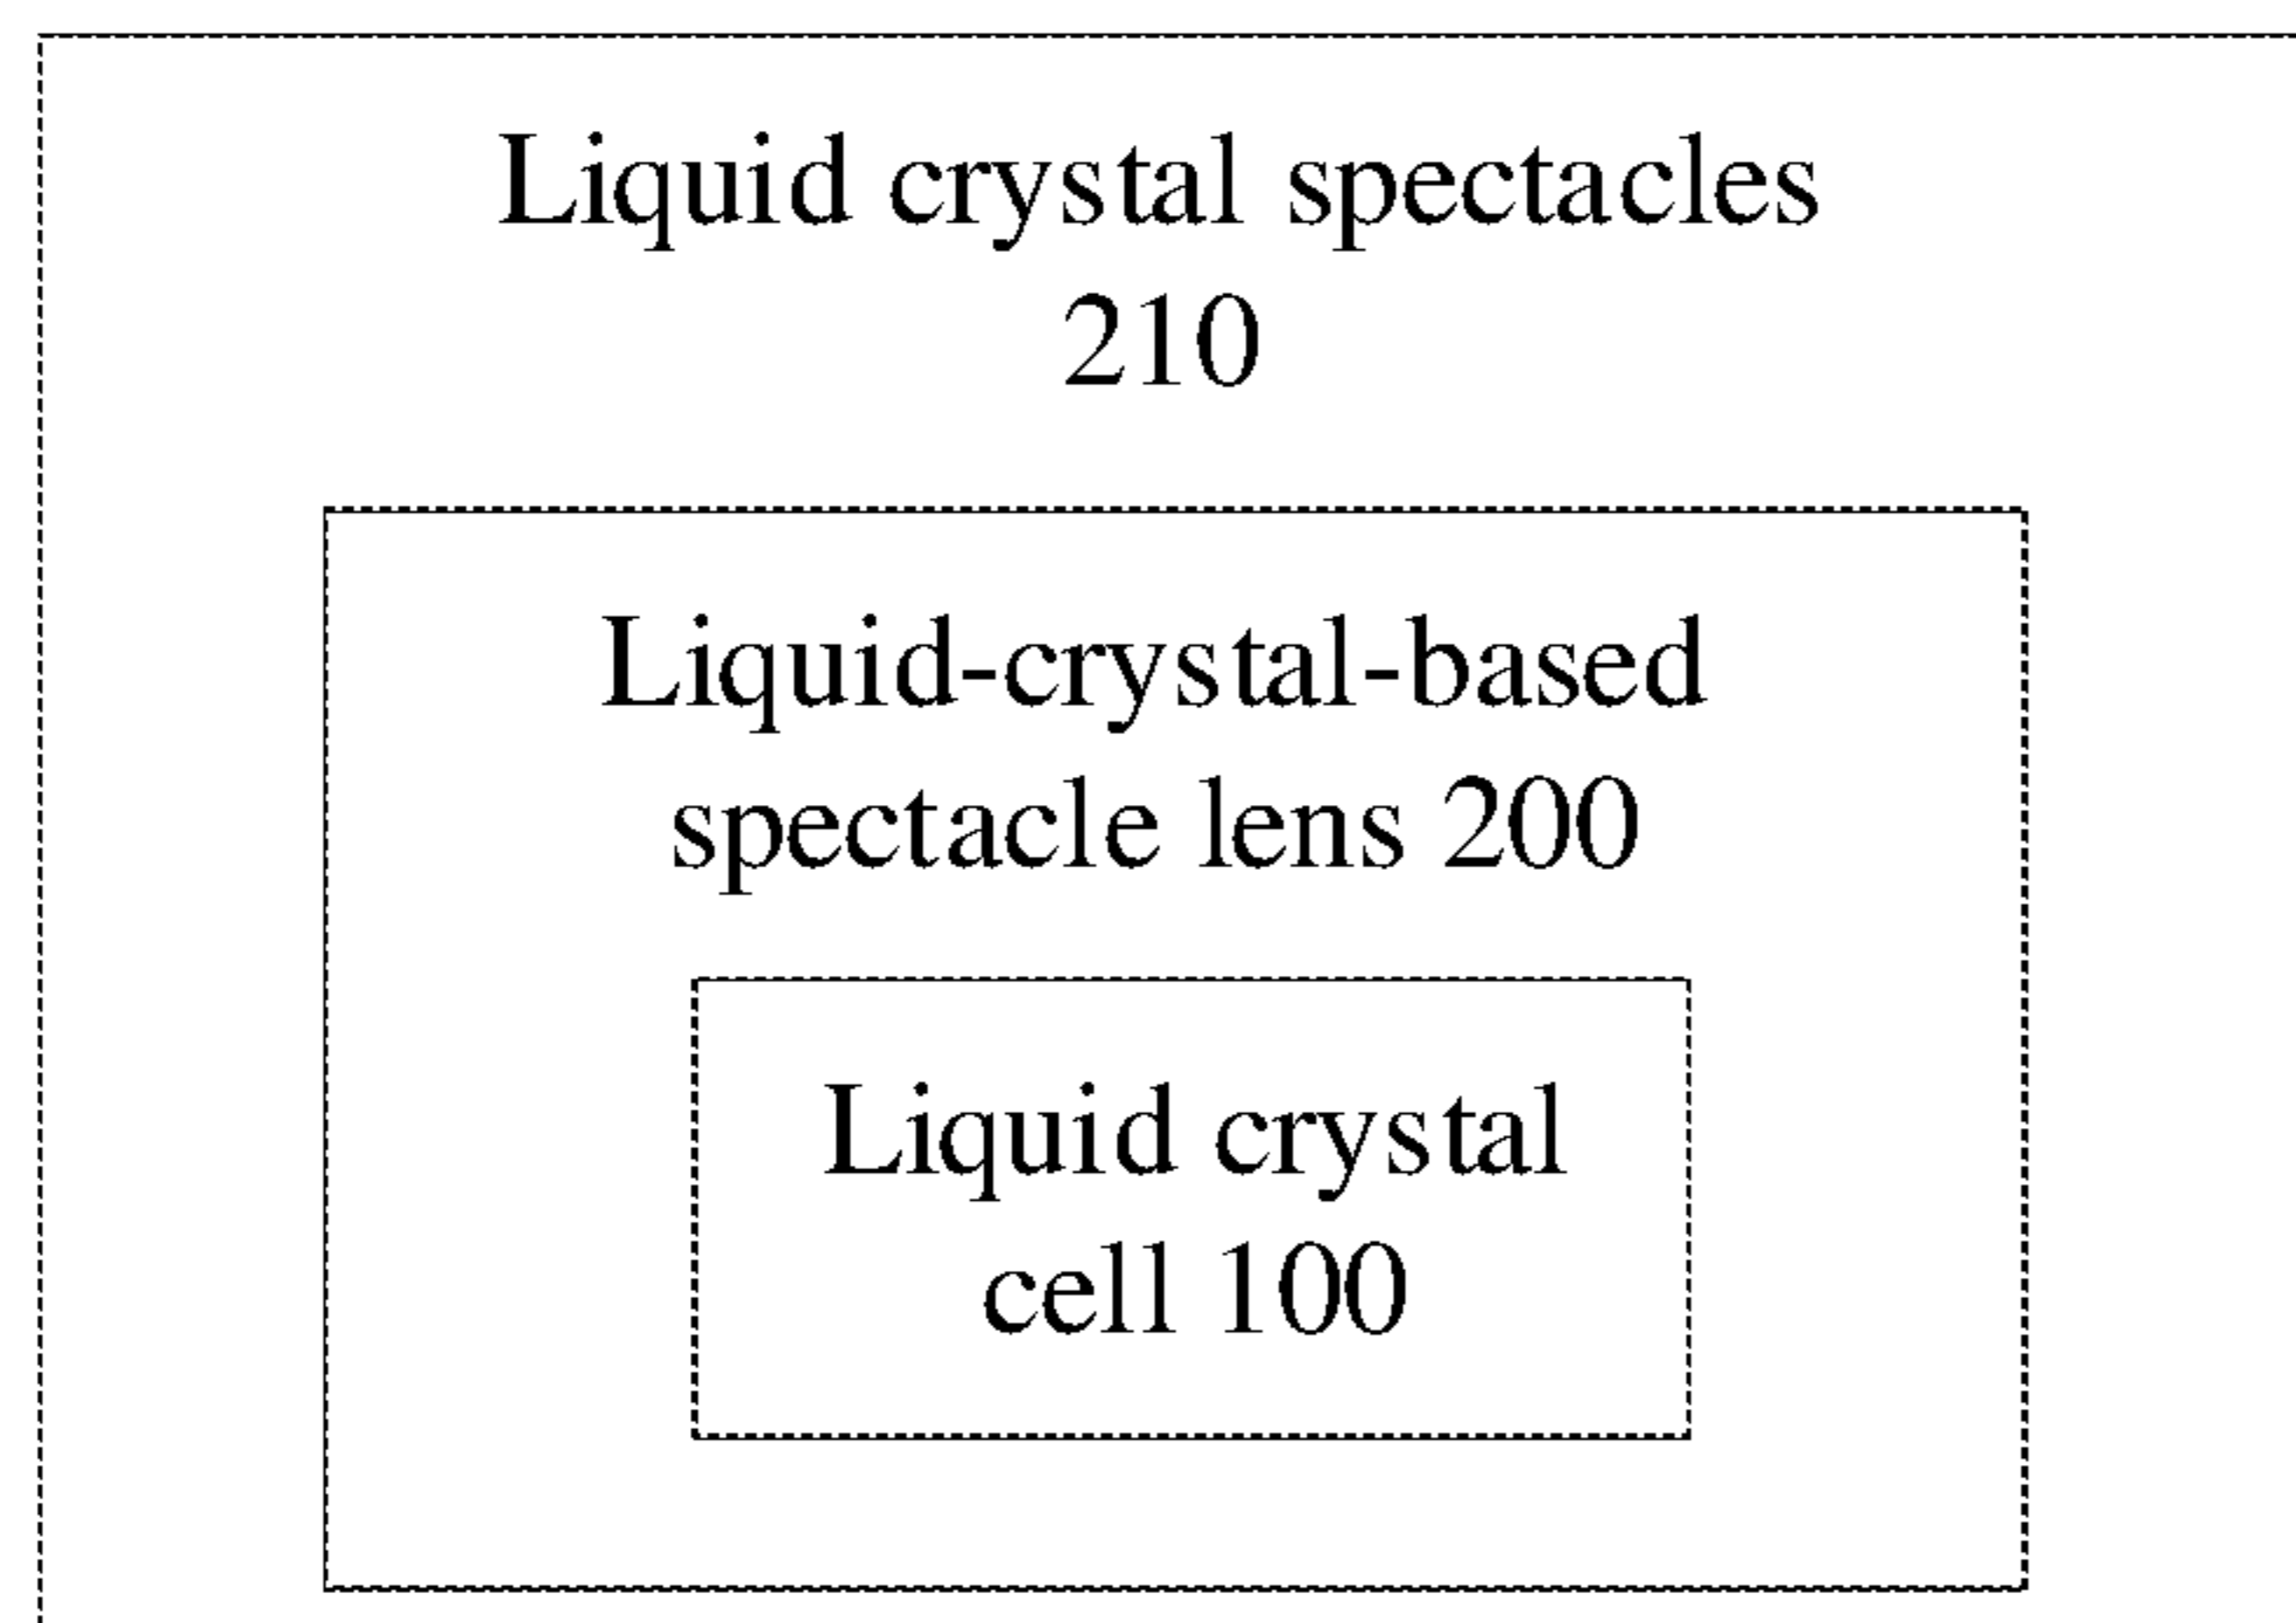 Liquid crystal spectacles
210
Liquid-crystal-based
spectacle lens 200
Liquid crystal
cell 100